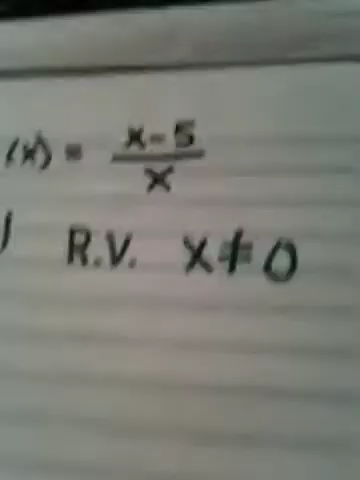 (x) = x-5/x
) R.V. x≠0